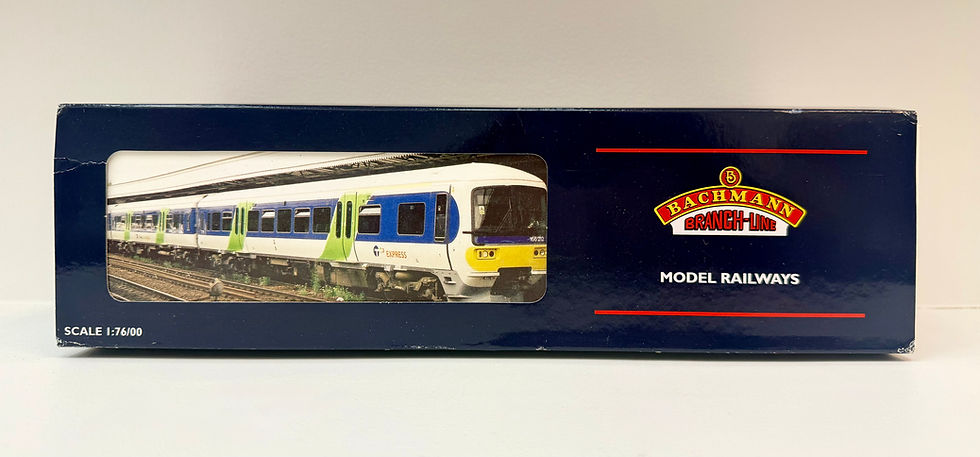 EXPRESS
SCALE 1:76/00
BACHMANN
BRANCH-LINE
MODEL RAILWAYS